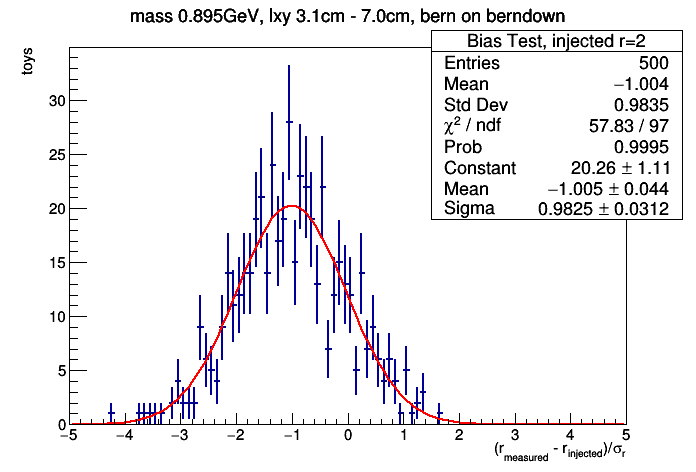 mass 0.895GeV, lxy 3.1cm - 7.0cm, bern on berndown
toys
Bias Test, injected r=2
Entries 500
Mean −1.004
Std Dev 0.9835
χ² / ndf 57.83 / 97
Prob 0.9995
Constant 20.26 ± 1.11
Mean −1.005 ± 0.044
Sigma 0.9825 ± 0.0312
30
25
20
15
10
5
0
−5 −4 −3 −2 −1 0 1 2 3 4 5
(r_measured - r_injected)/σ_r